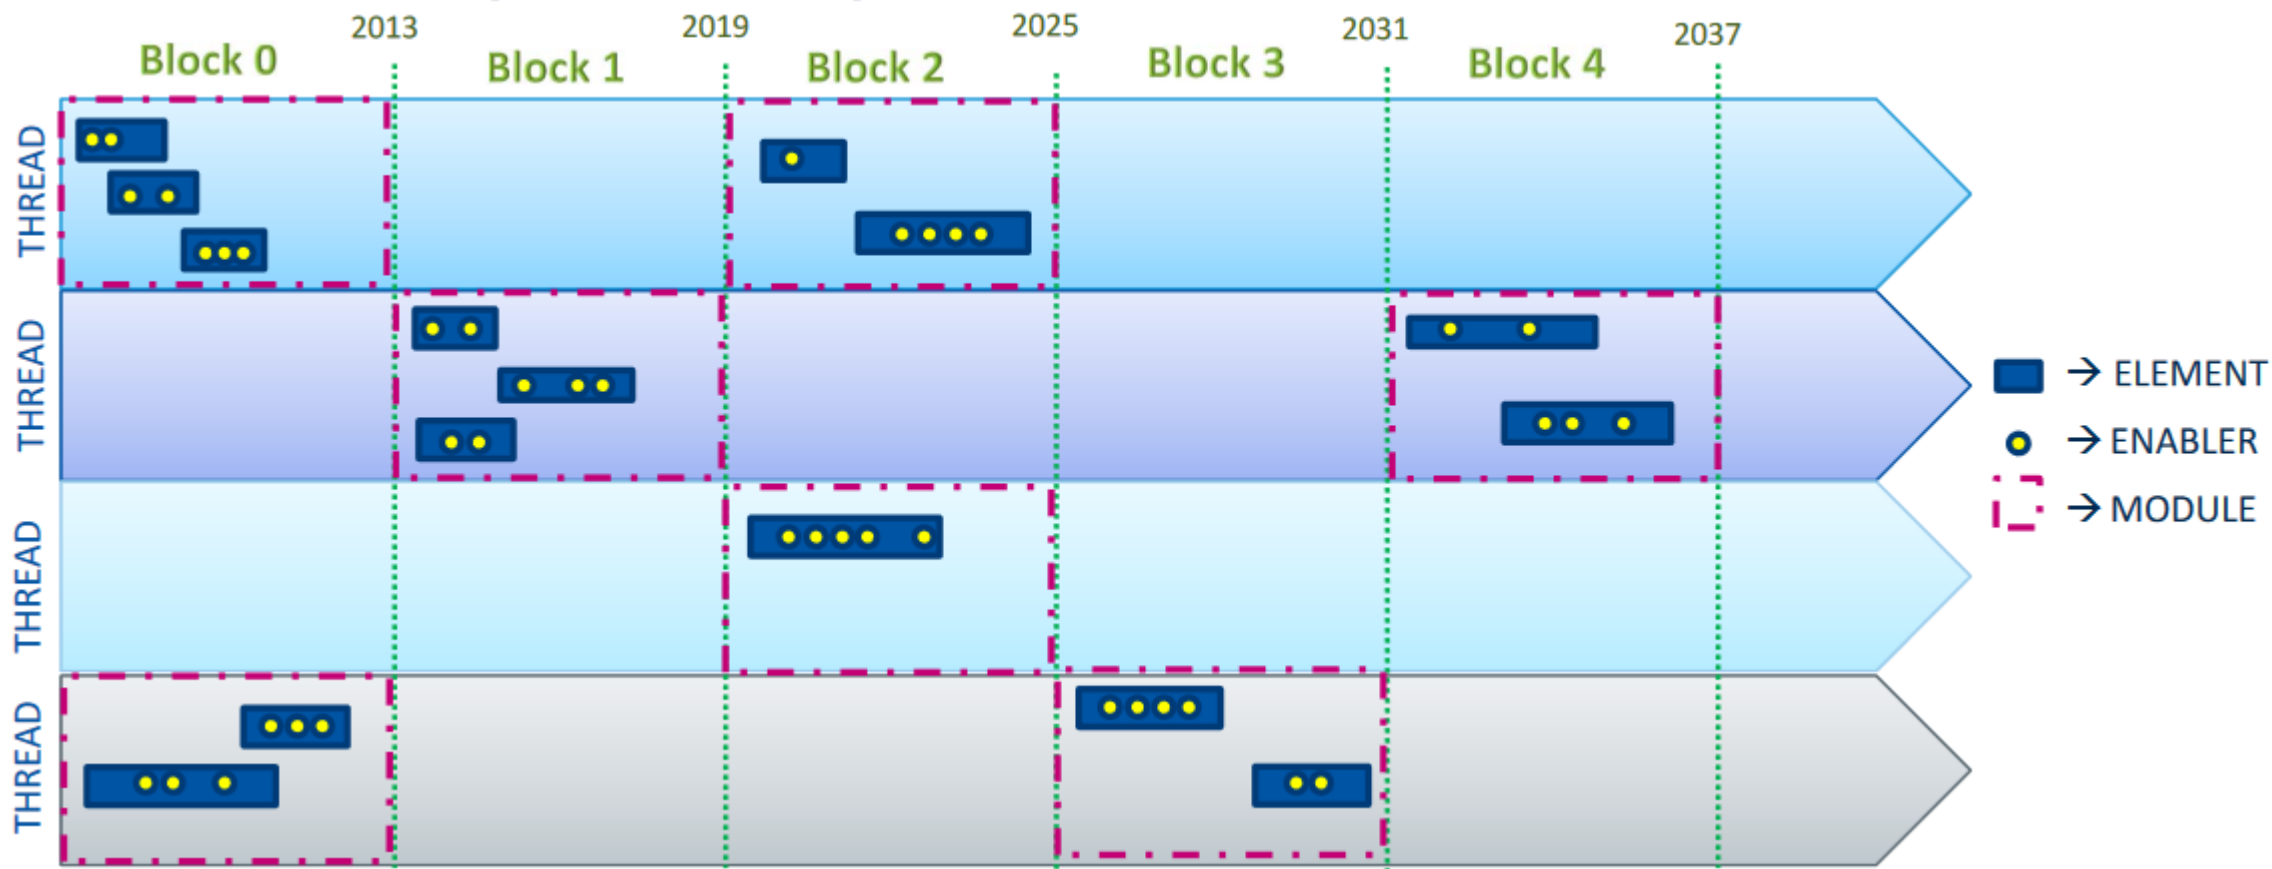 2013
2019
2025
2031
2037
Block 0
Block 1
Block 2
Block 3
Block 4
THREAD
THREAD
THREAD
THREAD
→ ELEMENT
→ ENABLER
→ MODULE